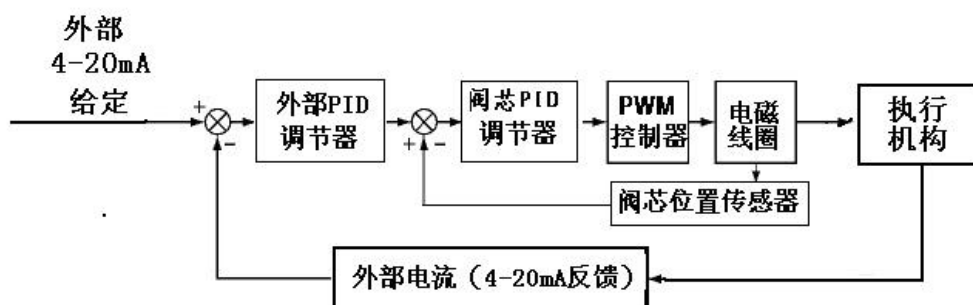 外部
4-20mA
给定
+
-
外部PID
调节器
+
-
阀芯PID
调节器
PWM
控制器
电磁
线圈
执行
机构
阀芯位置传感器
外部电流（4-20mA反馈）